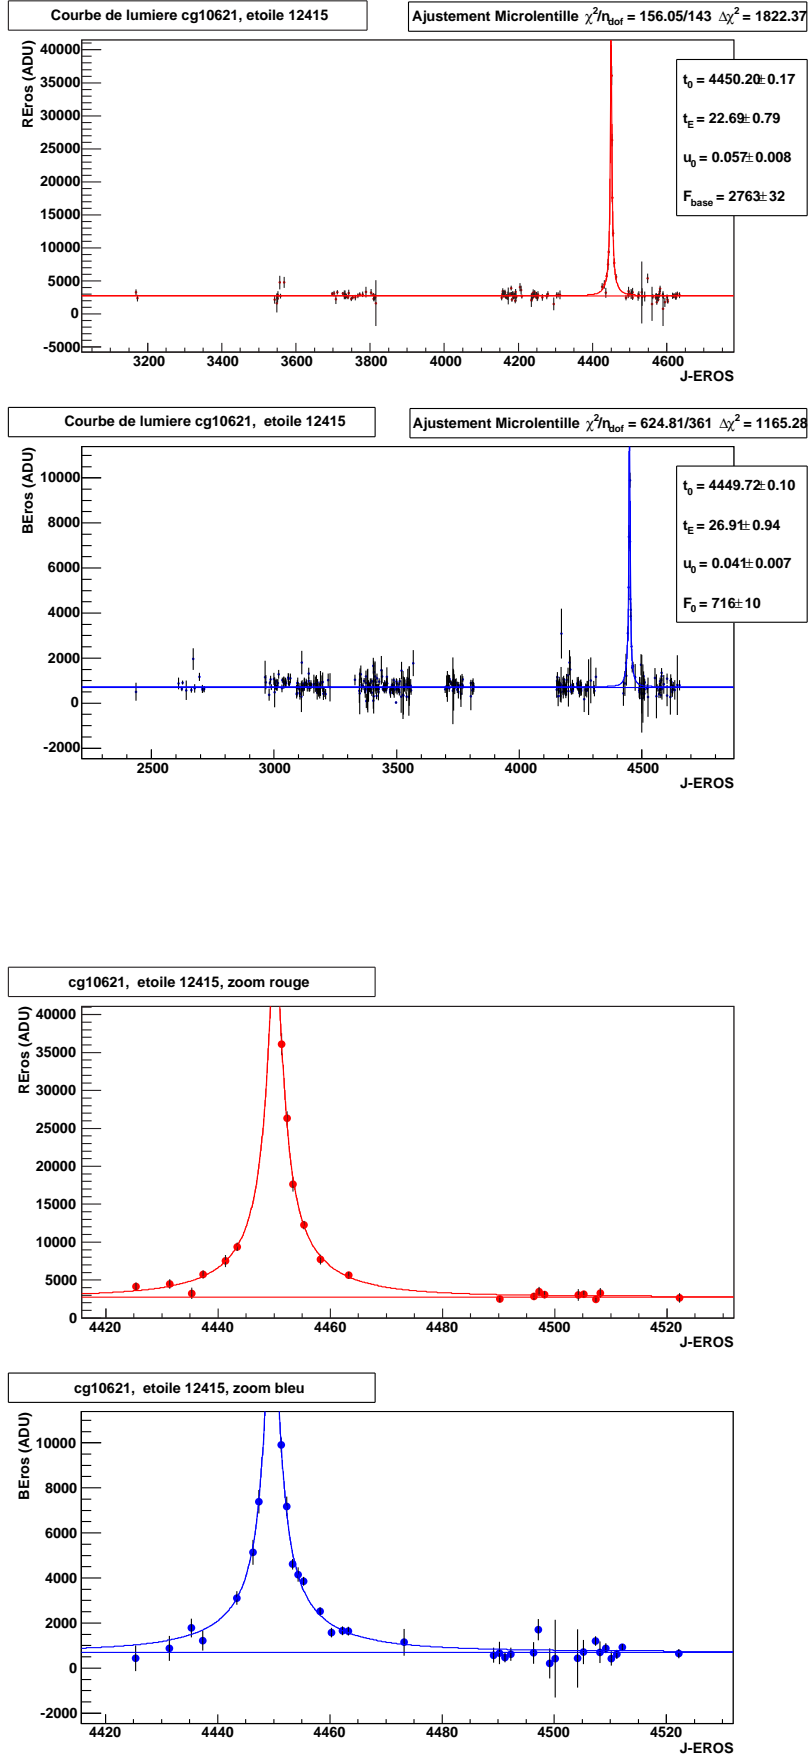 Courbe de lumiere cg10621, etoile 12415
Ajustement Microlentille χ²/n_dof = 156.05/143 Δχ² = 1822.37
REros (ADU)
40000
35000
30000
25000
20000
15000
10000
5000
0
-5000
t_0 = 4450.20± 0.17
t_E = 22.69± 0.79
u_0 = 0.057± 0.008
F_base = 2763± 32
3200 3400 3600 3800 4000 4200 4400 4600
J-EROS
Courbe de lumiere cg10621, etoile 12415
Ajustement Microlentille χ²/n_dof = 624.81/361 Δχ² = 1165.28
BEros (ADU)
10000
8000
6000
4000
2000
0
-2000
t_0 = 4449.72± 0.10
t_E = 26.91± 0.94
u_0 = 0.041± 0.007
F_0 = 716± 10
2500 3000 3500 4000 4500
J-EROS
cg10621, etoile 12415, zoom rouge
REros (ADU)
40000
35000
30000
25000
20000
15000
10000
5000
0
4420 4440 4460 4480 4500 4520
J-EROS
cg10621, etoile 12415, zoom bleu
BEros (ADU)
10000
8000
6000
4000
2000
0
-2000
4420 4440 4460 4480 4500 4520
J-EROS